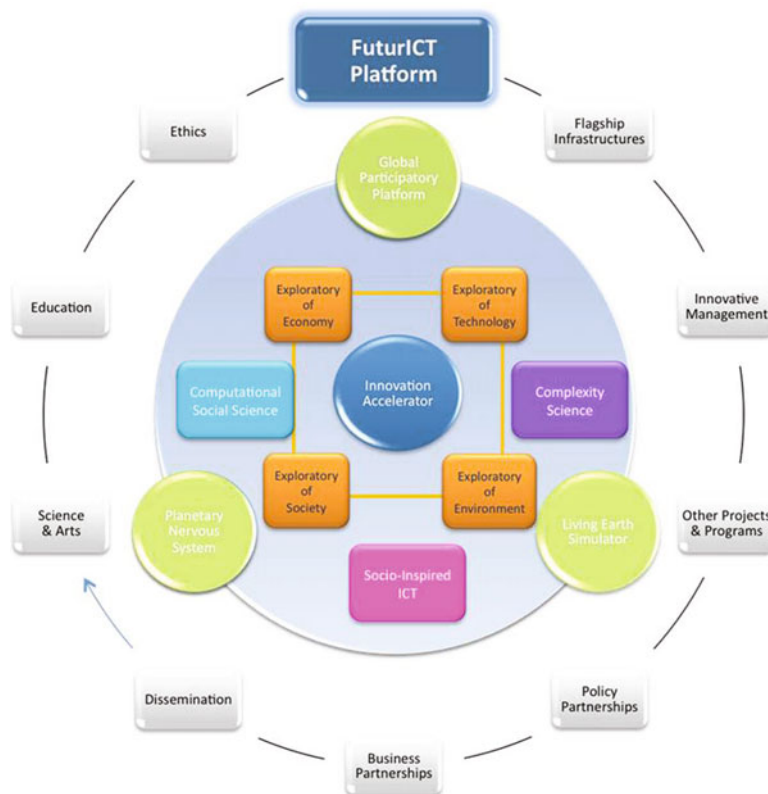 FuturICT
Platform
Ethics
Flagship
Infrastructures
Global
Participatory
Platform
Education
Exploratory
of
Economy
Exploratory
of
Technology
Innovative
Management
Computational
Social Science
Innovation
Accelerator
Complexity
Science
Science
& Arts
Planetary
Nervous
System
Exploratory
of
Society
Exploratory
of
Environment
Living Earth
Simulator
Other Projects
& Programs
Socio-Inspired
ICT
Dissemination
Policy
Partnerships
Business
Partnerships